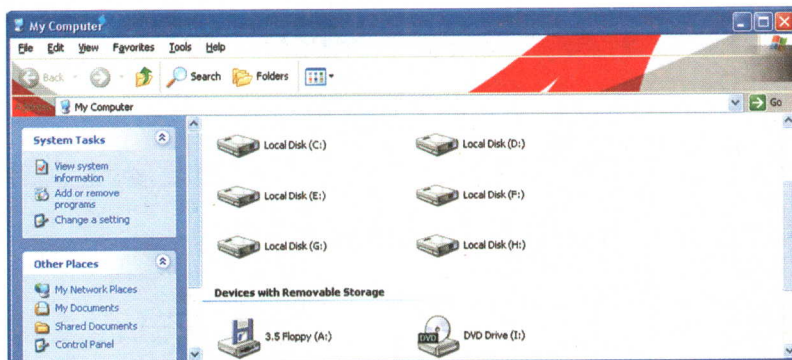 My Computer
File Edit View Favorites Tools Help
Back Search Folders
My Computer Go
System Tasks
View system
information
Add or remove
programs
Change a setting
Other Places
My Network Places
My Documents
Shared Documents
Control Panel
Local Disk (C:) Local Disk (D:)
Local Disk (E:) Local Disk (F:)
Local Disk (G:) Local Disk (H:)
Devices with Removable Storage
3.5 Floppy (A:) DVD Drive (I:)
DVD